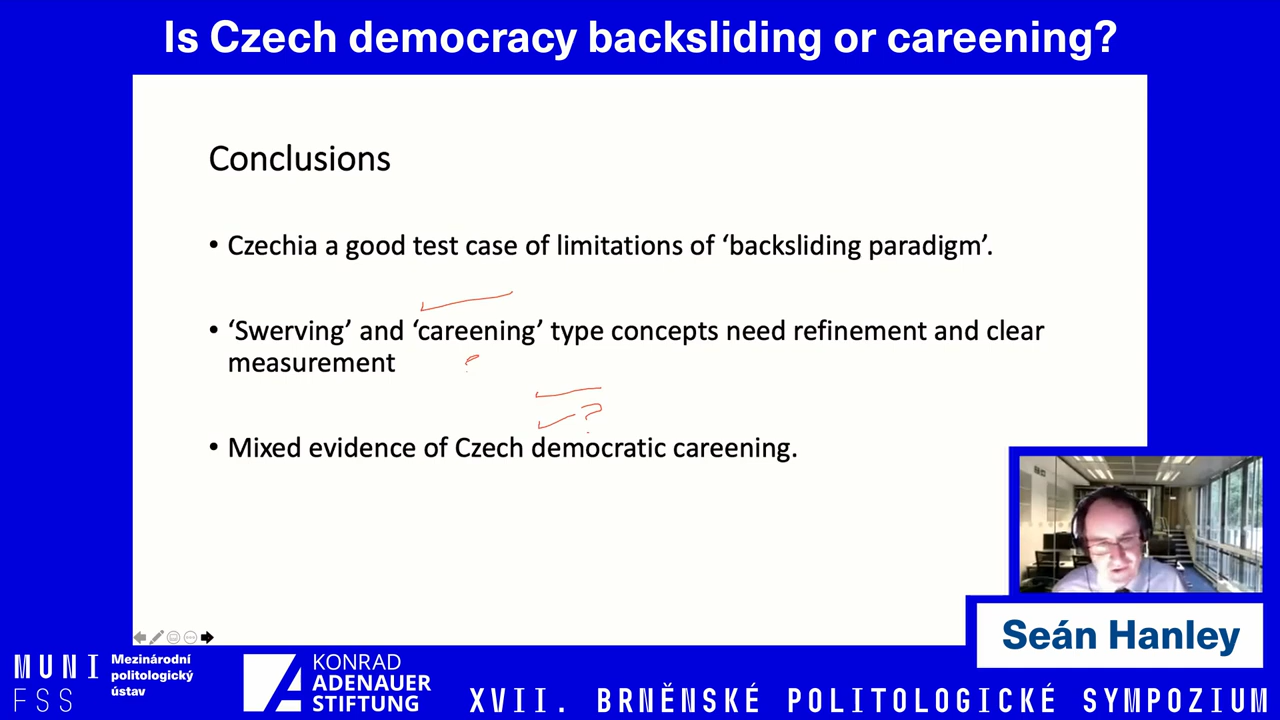 Is Czech democracy backsliding or careening?
Conclusions
• Czechia a good test case of limitations of ‘backsliding paradigm’.
• ‘Swerving’ and ‘careening’ type concepts need refinement and clear
measurement
?
?
• Mixed evidence of Czech democratic careening.
Seán Hanley
MUNI
FSS
Mezinárodní
politologický
ústav
KONRAD
ADENAUER
STIFTUNG
XVII. BRNĚNSKÉ POLITOLOGICKÉ SYMPOZIUM